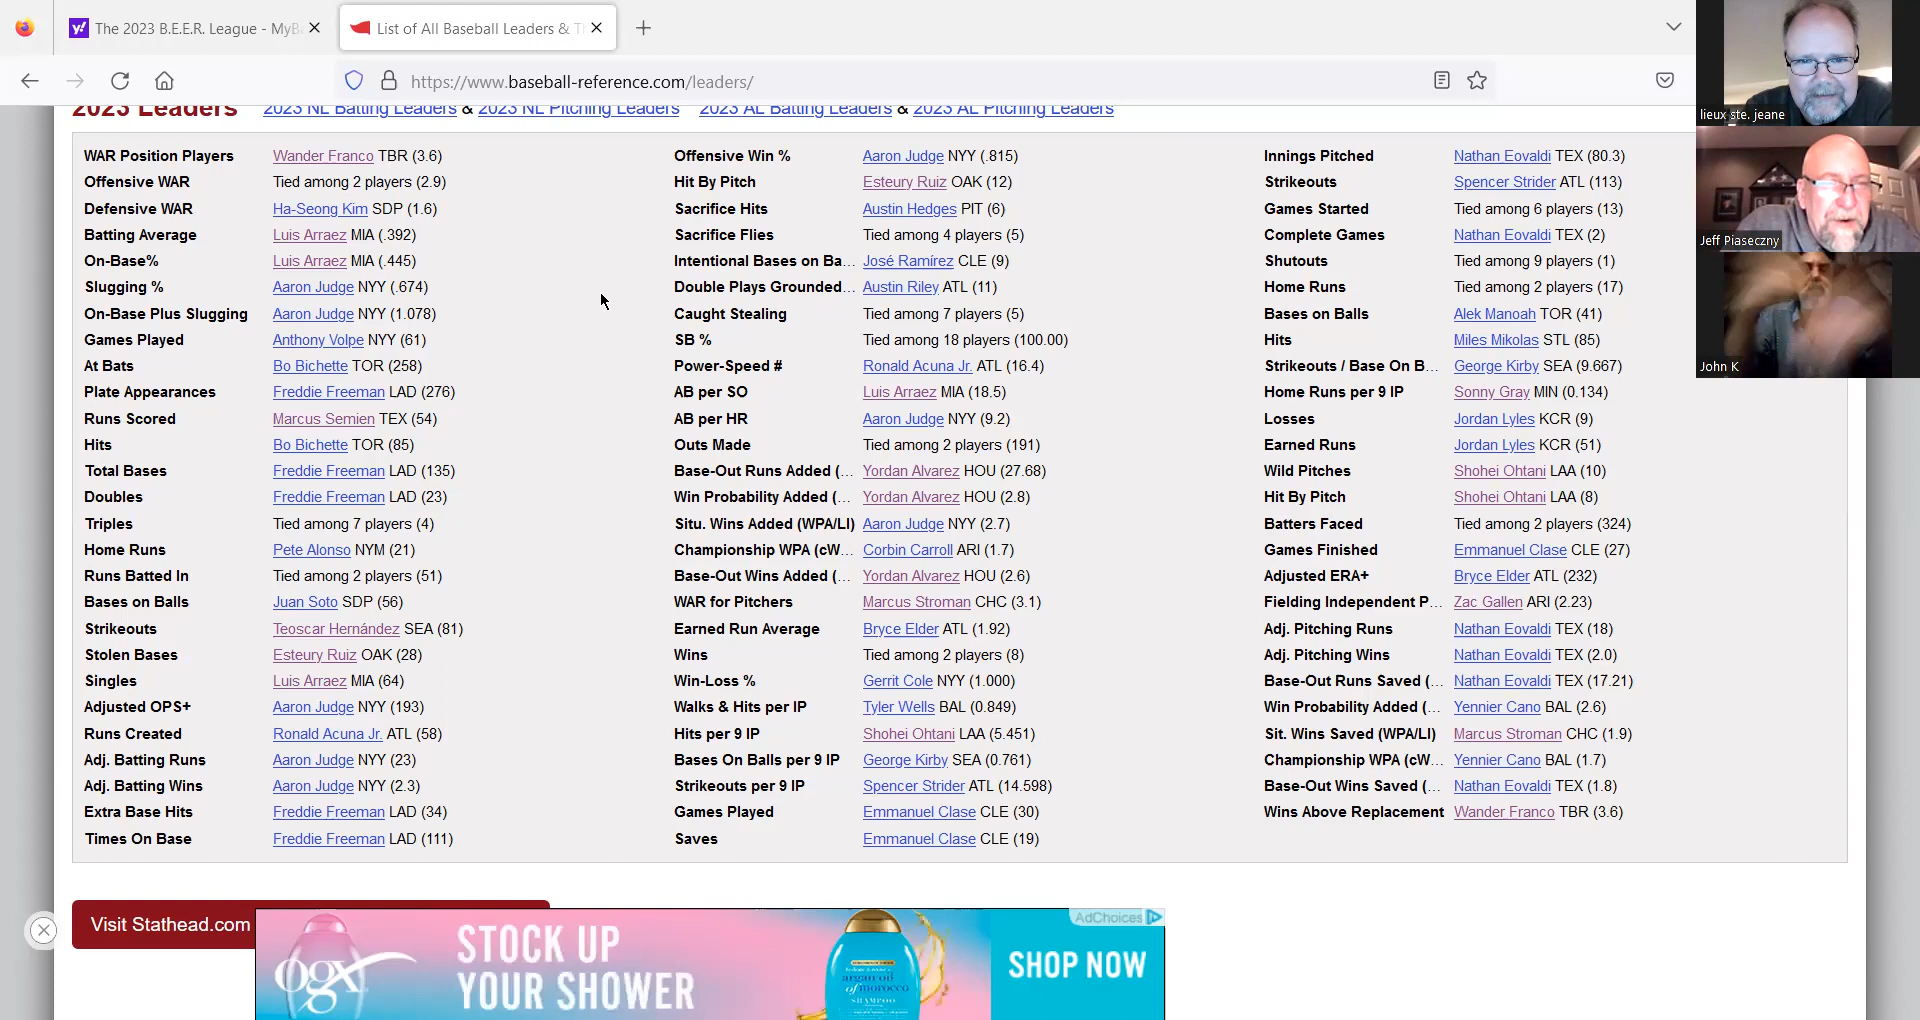 The 2023 B.E.E.R. League - MyB
List of All Baseball Leaders & T
https://www.baseball-reference.com/leaders/
2023 Leaders 2023 NL Batting Leaders & 2023 NL Pitching Leaders 2023 AL Batting Leaders & 2023 AL Pitching Leaders
WAR Position Players Wander Franco TBR (3.6)
Offensive WAR Tied among 2 players (2.9)
Defensive WAR Ha-Seong Kim SDP (1.6)
Batting Average Luis Arraez MIA (.392)
On-Base% Luis Arraez MIA (.445)
Slugging % Aaron Judge NYY (.674)
On-Base Plus Slugging Aaron Judge NYY (1.078)
Games Played Anthony Volpe NYY (61)
At Bats Bo Bichette TOR (258)
Plate Appearances Freddie Freeman LAD (276)
Runs Scored Marcus Semien TEX (54)
Hits Bo Bichette TOR (85)
Total Bases Freddie Freeman LAD (135)
Doubles Freddie Freeman LAD (23)
Triples Tied among 7 players (4)
Home Runs Pete Alonso NYM (21)
Runs Batted In Tied among 2 players (51)
Bases on Balls Juan Soto SDP (56)
Strikeouts Teoscar Hernández SEA (81)
Stolen Bases Esteury Ruiz OAK (28)
Singles Luis Arraez MIA (64)
Adjusted OPS+ Aaron Judge NYY (193)
Runs Created Ronald Acuna Jr. ATL (58)
Adj. Batting Runs Aaron Judge NYY (23)
Adj. Batting Wins Aaron Judge NYY (2.3)
Extra Base Hits Freddie Freeman LAD (34)
Times On Base Freddie Freeman LAD (111)
Offensive Win % Aaron Judge NYY (.815)
Hit By Pitch Esteury Ruiz OAK (12)
Sacrifice Hits Austin Hedges PIT (6)
Sacrifice Flies Tied among 4 players (5)
Intentional Bases on Ba... José Ramírez CLE (9)
Double Plays Grounded... Austin Riley ATL (11)
Caught Stealing Tied among 7 players (5)
SB % Tied among 18 players (100.00)
Power-Speed # Ronald Acuna Jr. ATL (16.4)
AB per SO Luis Arraez MIA (18.5)
AB per HR Aaron Judge NYY (9.2)
Outs Made Tied among 2 players (191)
Base-Out Runs Added (... Yordan Alvarez HOU (27.68)
Win Probability Added (... Yordan Alvarez HOU (2.8)
Situ. Wins Added (WPA/LI) Aaron Judge NYY (2.7)
Championship WPA (cW... Corbin Carroll ARI (1.7)
Base-Out Wins Added (... Yordan Alvarez HOU (2.6)
WAR for Pitchers Marcus Stroman CHC (3.1)
Earned Run Average Bryce Elder ATL (1.92)
Wins Tied among 2 players (8)
Win-Loss % Gerrit Cole NYY (1.000)
Walks & Hits per IP Tyler Wells BAL (0.849)
Hits per 9 IP Shohei Ohtani LAA (5.451)
Bases On Balls per 9 IP George Kirby SEA (0.761)
Strikeouts per 9 IP Spencer Strider ATL (14.598)
Games Played Emmanuel Clase CLE (30)
Saves Emmanuel Clase CLE (19)
Innings Pitched Nathan Eovaldi TEX (80.3)
Strikeouts Spencer Strider ATL (113)
Games Started Tied among 6 players (13)
Complete Games Nathan Eovaldi TEX (2)
Shutouts Tied among 9 players (1)
Home Runs Tied among 2 players (17)
Bases on Balls Alek Manoah TOR (41)
Hits Miles Mikolas STL (85)
Strikeouts / Base On B... George Kirby SEA (9.667)
Home Runs per 9 IP Sonny Gray MIN (0.134)
Losses Jordan Lyles KCR (9)
Earned Runs Jordan Lyles KCR (51)
Wild Pitches Shohei Ohtani LAA (10)
Hit By Pitch Shohei Ohtani LAA (8)
Batters Faced Tied among 2 players (324)
Games Finished Emmanuel Clase CLE (27)
Adjusted ERA+ Bryce Elder ATL (232)
Fielding Independent P... Zac Gallen ARI (2.23)
Adj. Pitching Runs Nathan Eovaldi TEX (18)
Adj. Pitching Wins Nathan Eovaldi TEX (2.0)
Base-Out Runs Saved (... Nathan Eovaldi TEX (17.21)
Win Probability Added (... Yennier Cano BAL (2.6)
Sit. Wins Saved (WPA/LI) Marcus Stroman CHC (1.9)
Championship WPA (cW... Yennier Cano BAL (1.7)
Base-Out Wins Saved (... Nathan Eovaldi TEX (1.8)
Wins Above Replacement Wander Franco TBR (3.6)
lieux ste. jeane
Jeff Piaseczny
John K
Visit Stathead.com
ogx
STOCK UP
YOUR SHOWER
argan oil
of morocco
SHAMPOO
SHOP NOW
AdChoices